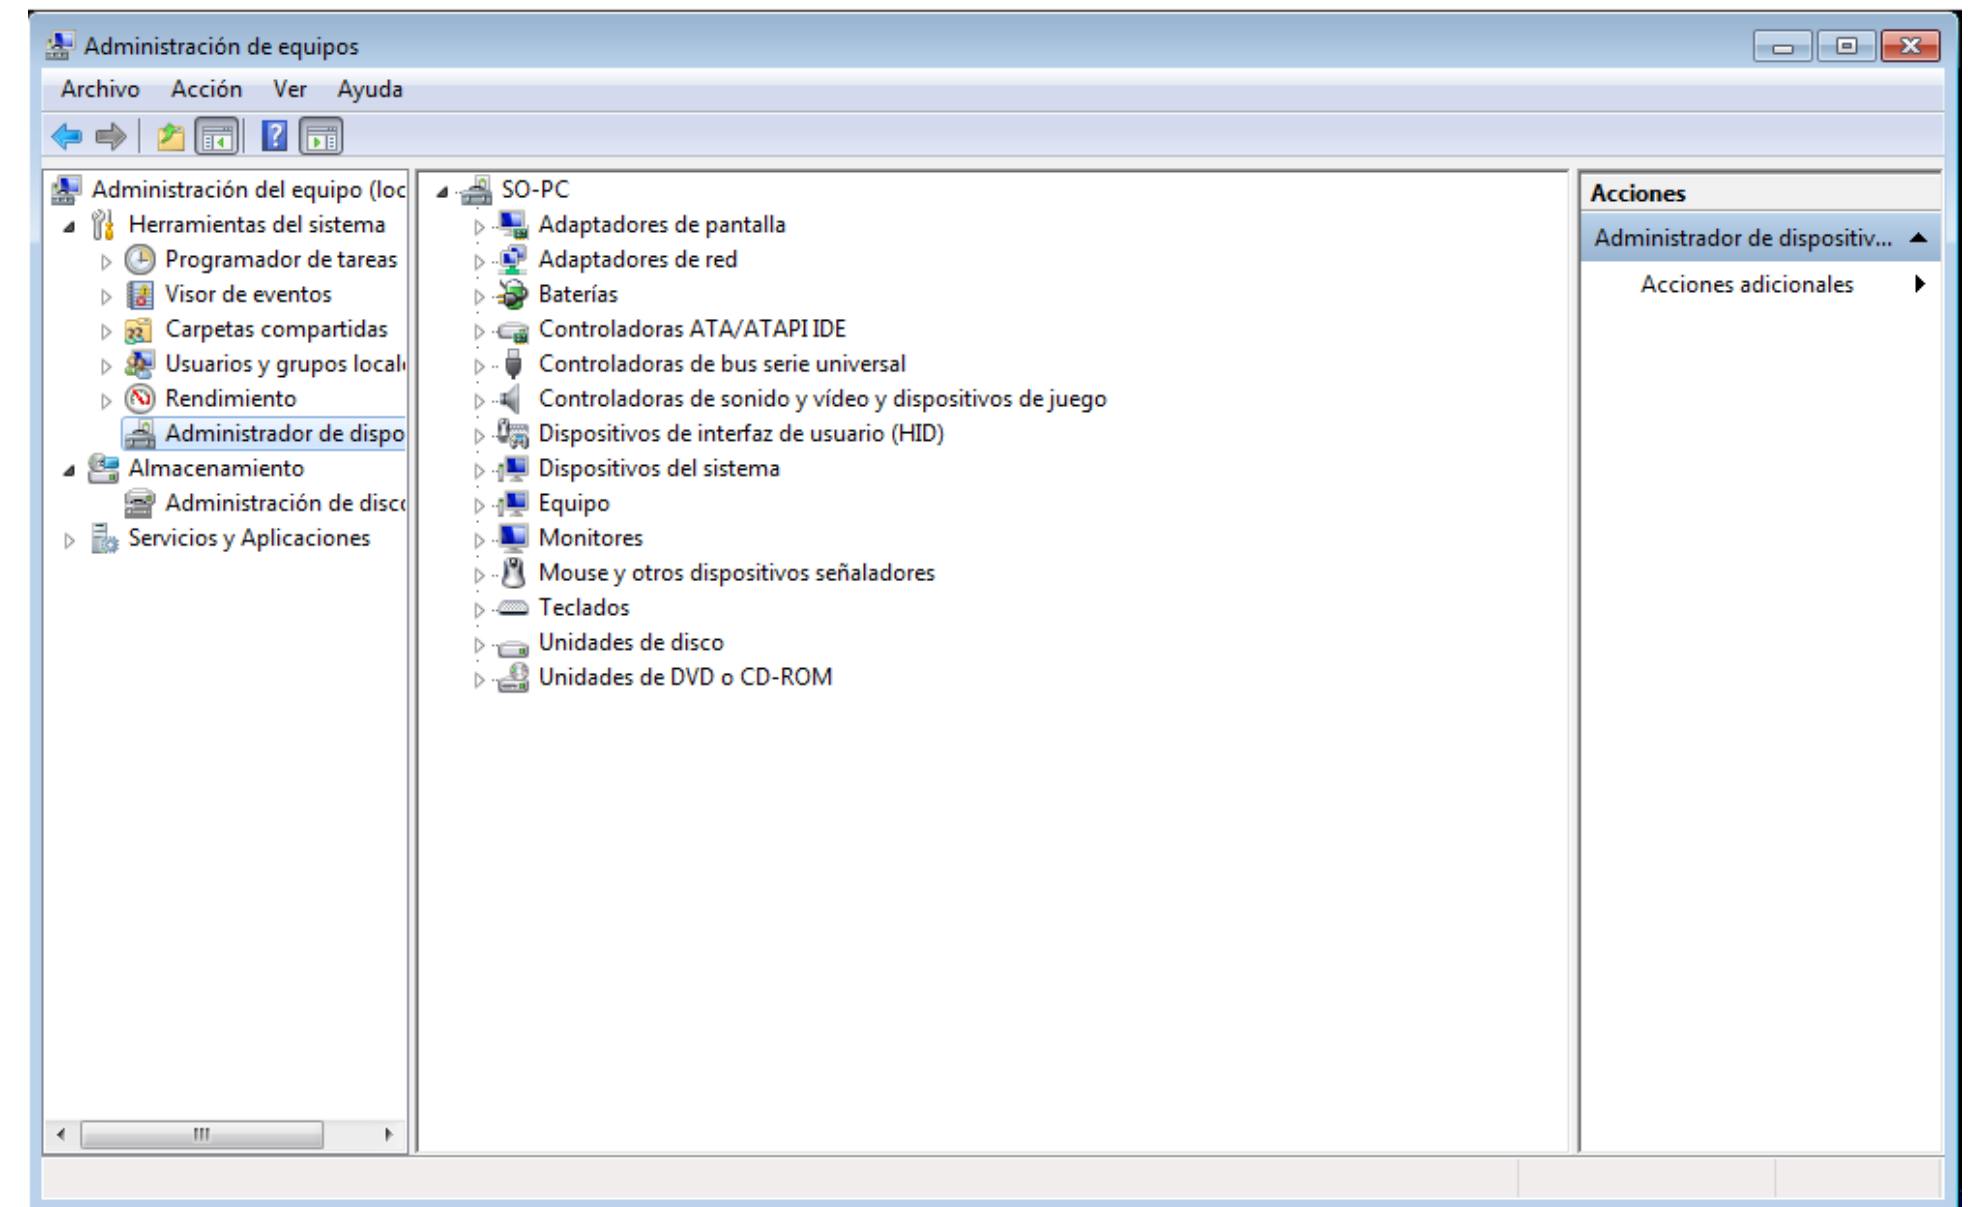 Administración de equipos
Archivo Acción Ver Ayuda
Administración del equipo (loc
Herramientas del sistema
Programador de tareas
Visor de eventos
Carpetas compartidas
Usuarios y grupos local
Rendimiento
Administrador de dispo
Almacenamiento
Administración de disc
Servicios y Aplicaciones
SO-PC
Adaptadores de pantalla
Adaptadores de red
Baterías
Controladoras ATA/ATAPI IDE
Controladoras de bus serie universal
Controladoras de sonido y vídeo y dispositivos de juego
Dispositivos de interfaz de usuario (HID)
Dispositivos del sistema
Equipo
Monitores
Mouse y otros dispositivos señaladores
Teclados
Unidades de disco
Unidades de DVD o CD-ROM
Acciones
Administrador de dispositiv...
Acciones adicionales